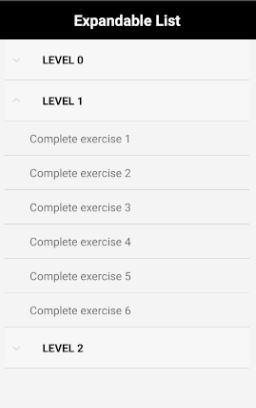 Expandable List
LEVEL 0
LEVEL 1
Complete exercise 1
Complete exercise 2
Complete exercise 3
Complete exercise 4
Complete exercise 5
Complete exercise 6
LEVEL 2